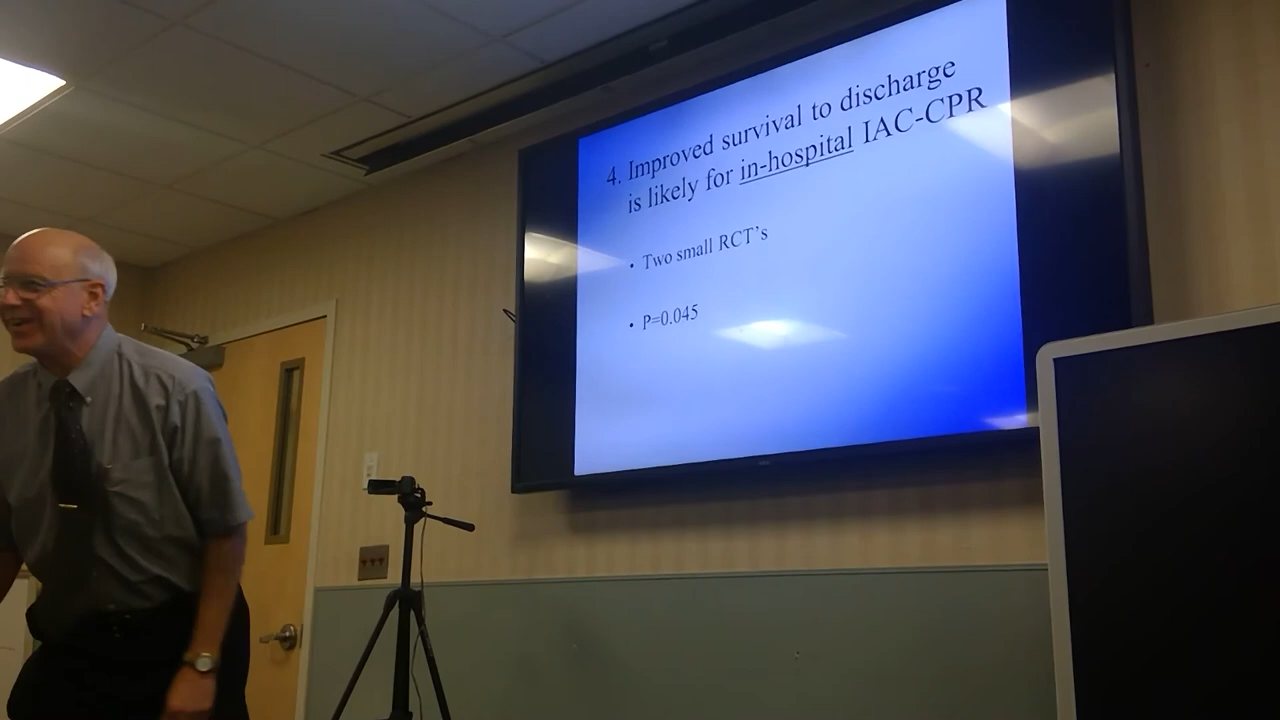 4. Improved survival to discharge
is likely for in-hospital IAC-CPR
• Two small RCT's
• P=0.045